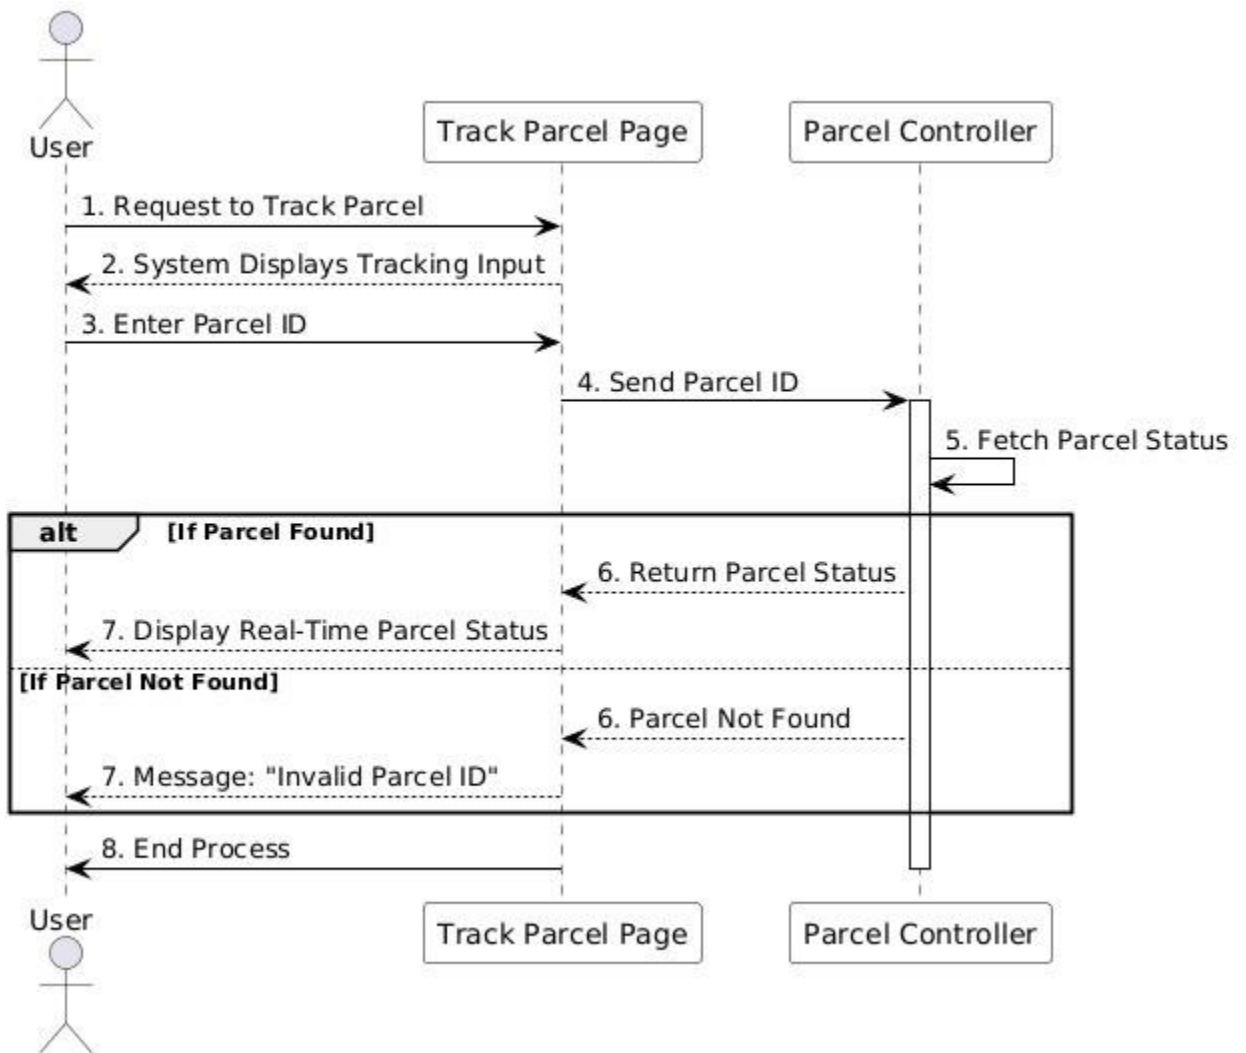 User
Track Parcel Page
Parcel Controller
1. Request to Track Parcel
2. System Displays Tracking Input
3. Enter Parcel ID
4. Send Parcel ID
5. Fetch Parcel Status
alt
[If Parcel Found]
6. Return Parcel Status
7. Display Real-Time Parcel Status
[If Parcel Not Found]
6. Parcel Not Found
7. Message: "Invalid Parcel ID"
8. End Process
User
Track Parcel Page
Parcel Controller